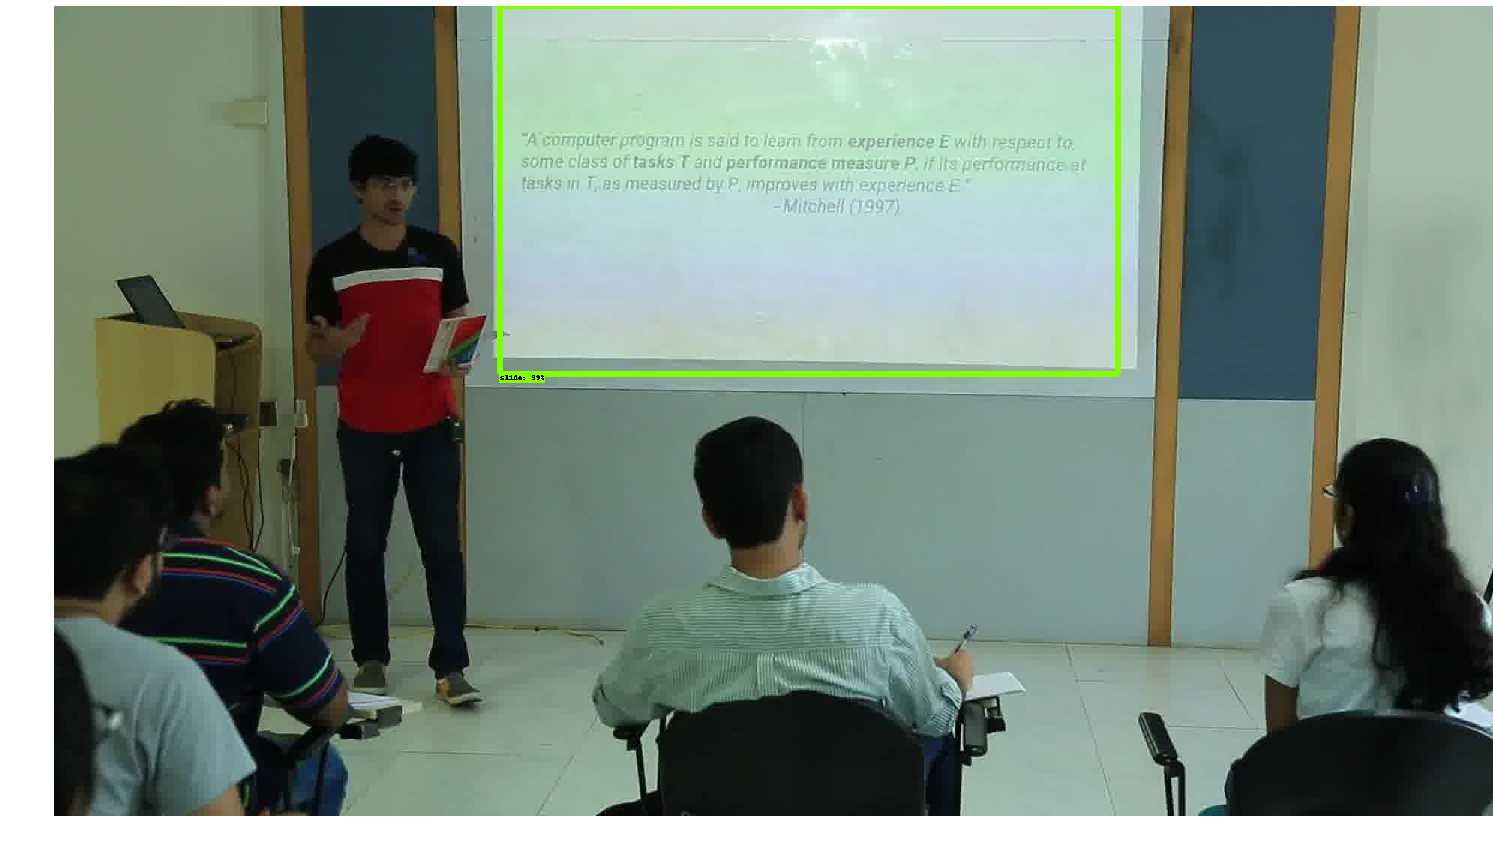 "A computer program is said to learn from experience E with respect to
some class of tasks T and performance measure P, if its performance at
tasks in T, as measured by P, improves with experience E."
- Mitchell (1997)
slide: 99%